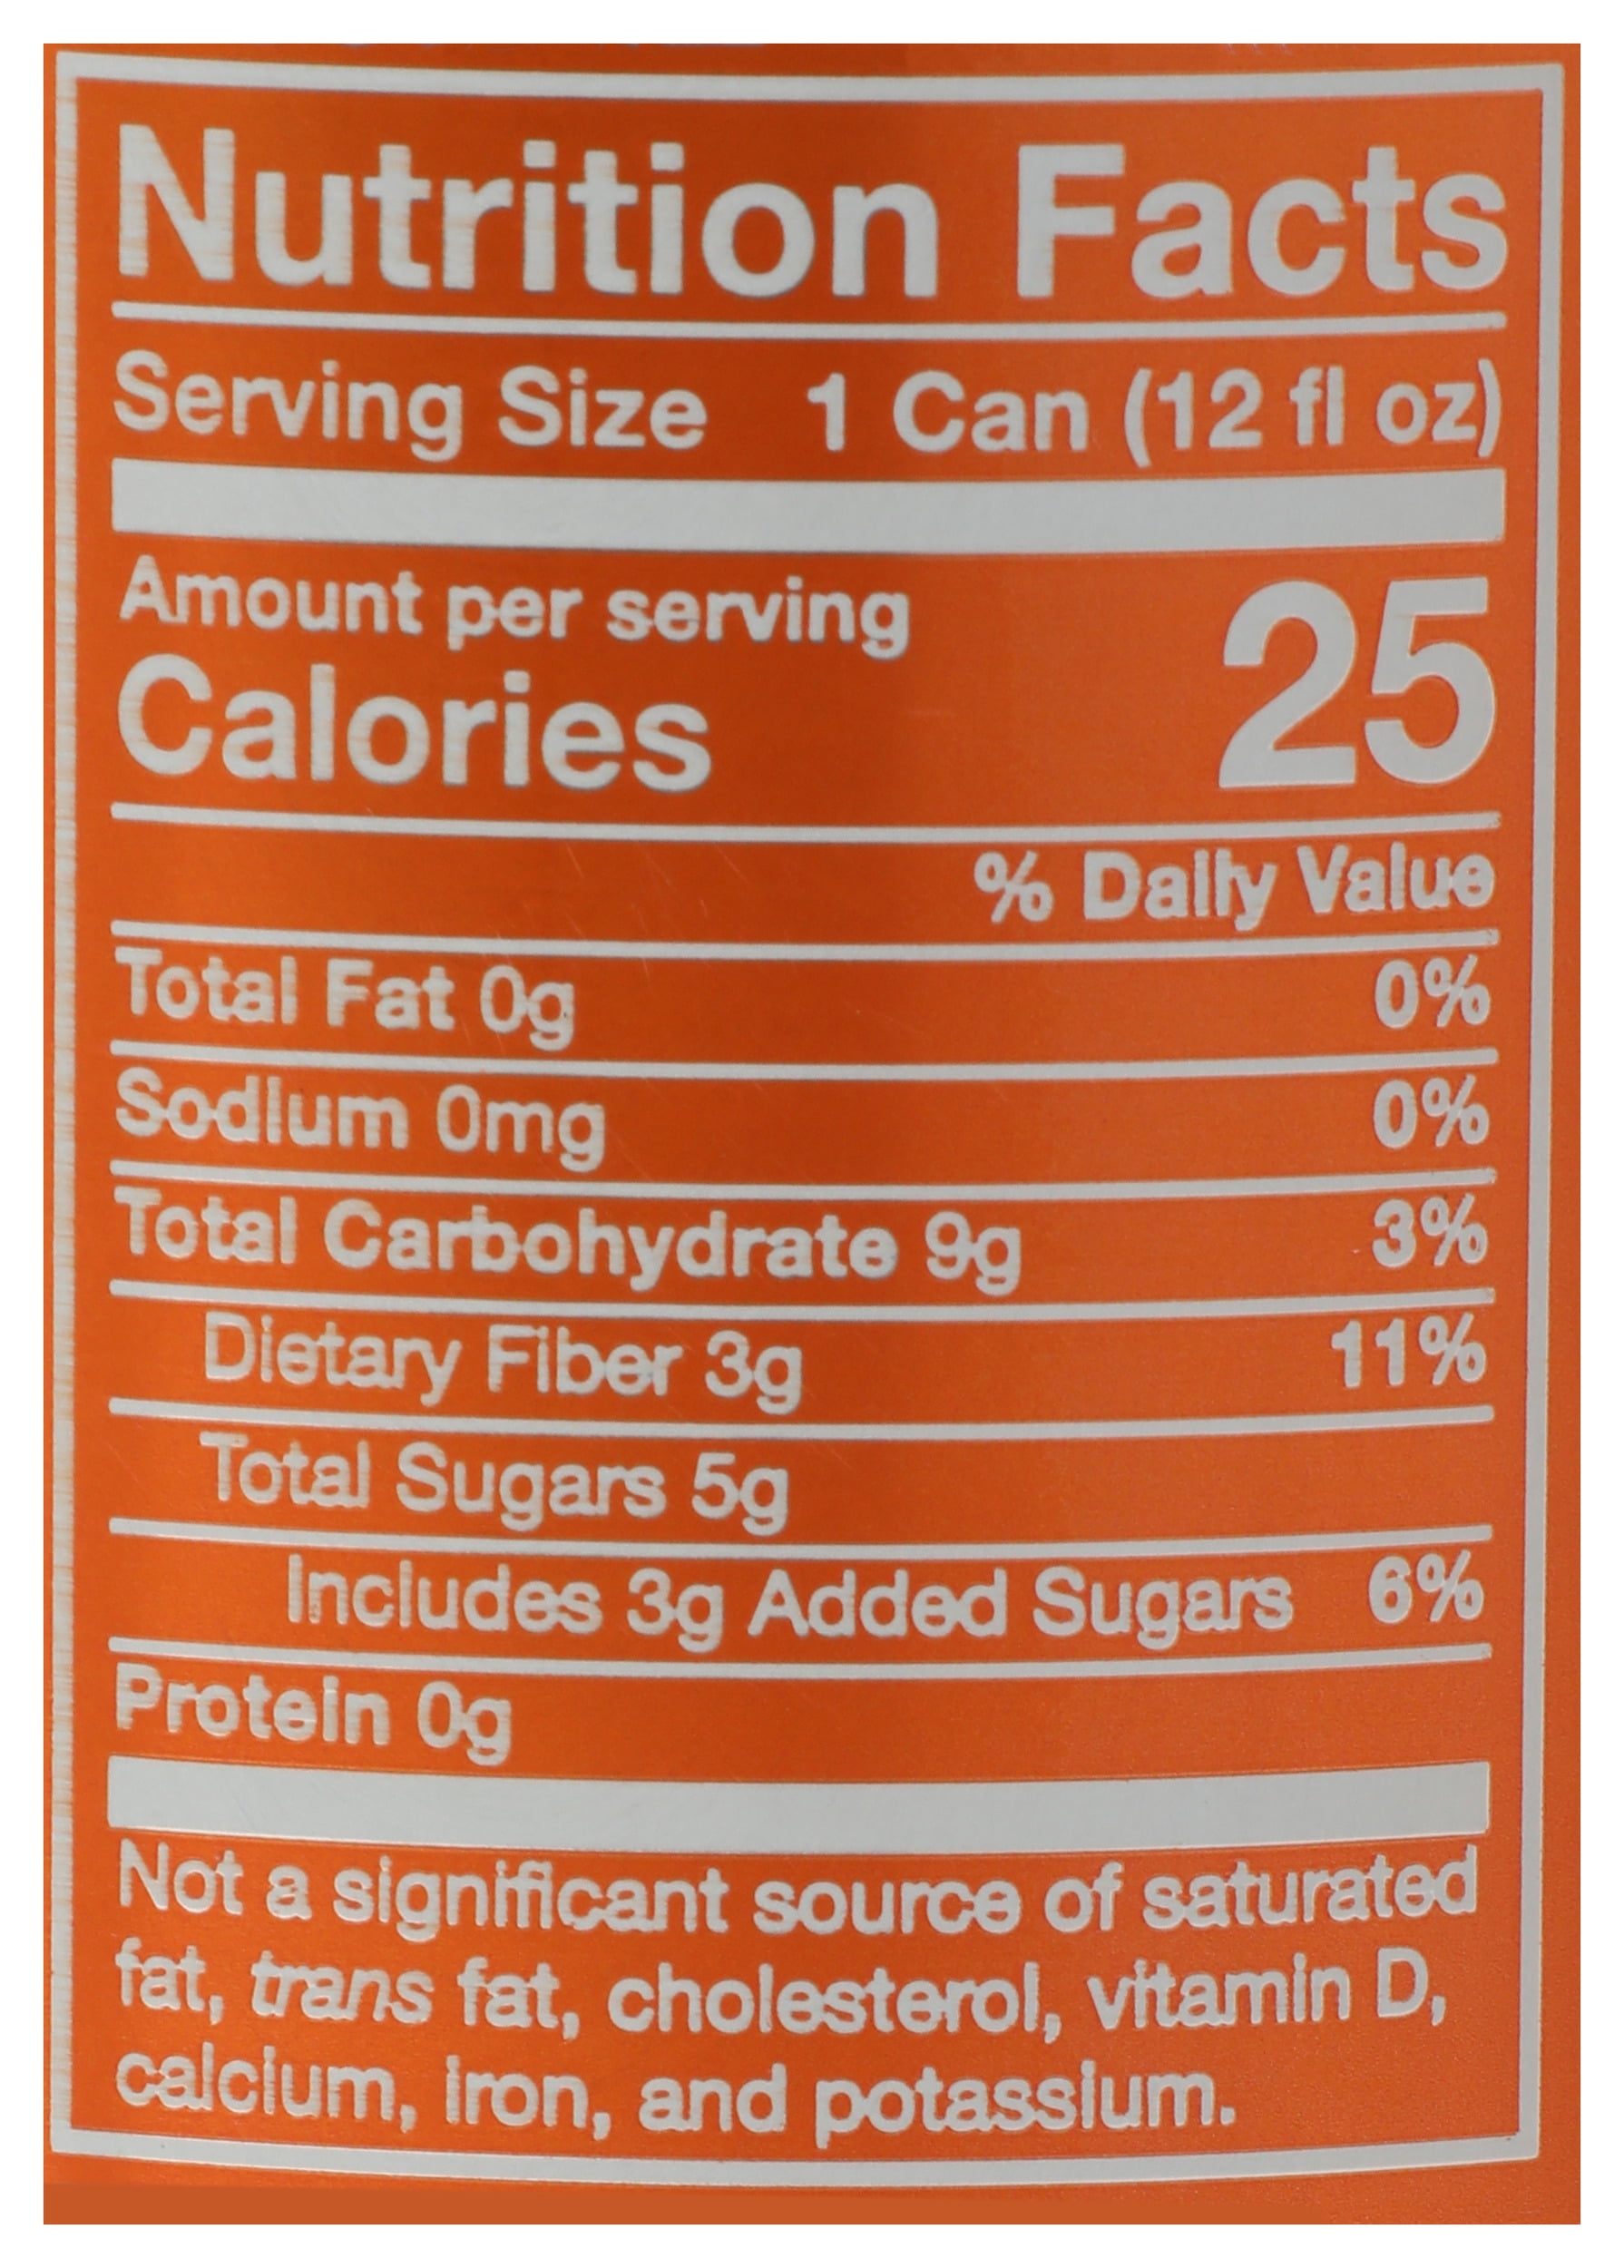 Nutrition Facts
Serving Size 1 Can (12 fl oz)
Amount per serving
Calories 25
% Daily Value
Total Fat 0g 0%
Sodium 0mg 0%
Total Carbohydrate 9g 3%
Dietary Fiber 3g 11%
Total Sugars 5g
Includes 3g Added Sugars 6%
Protein 0g
Not a significant source of saturated
fat, trans fat, cholesterol, vitamin D,
calcium, iron, and potassium.